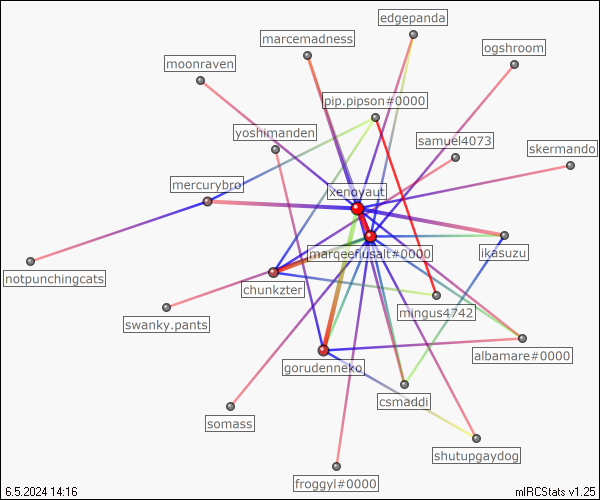 edgepanda
marcemadness
ogshroom
moonraven
pip.pipson#0000
yoshimanden
samuel4073
skermando
mercurybro
xenoyaut
marqeefiusalt#0000
ikasuzu
notpunchingcats
chunkzter
mingus4742
swanky.pants
albamare#0000
gorudenneko
csmaddi
somass
shutupgaydog
froggyl#0000
6.5.2024 14:16
mIRCStats v1.25